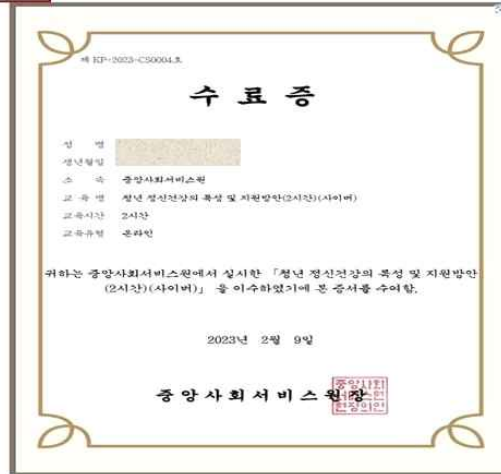 제 KP-2023-CS0004호
수 료 증
성 명
생년월일
소 속 중앙사회서비스원
교 육 명 청년 정신건강의 특성 및 지원방안(2시간)(사이버)
교육시간 2시간
교육유형 온라인
귀하는 중앙사회서비스원에서 실시한 「청년 정신건강의 특성 및 지원방안
(2시간)(사이버)」 을 이수하였기에 본 증서를 수여함.
2023년 2월 9일
중앙사회서비스원장